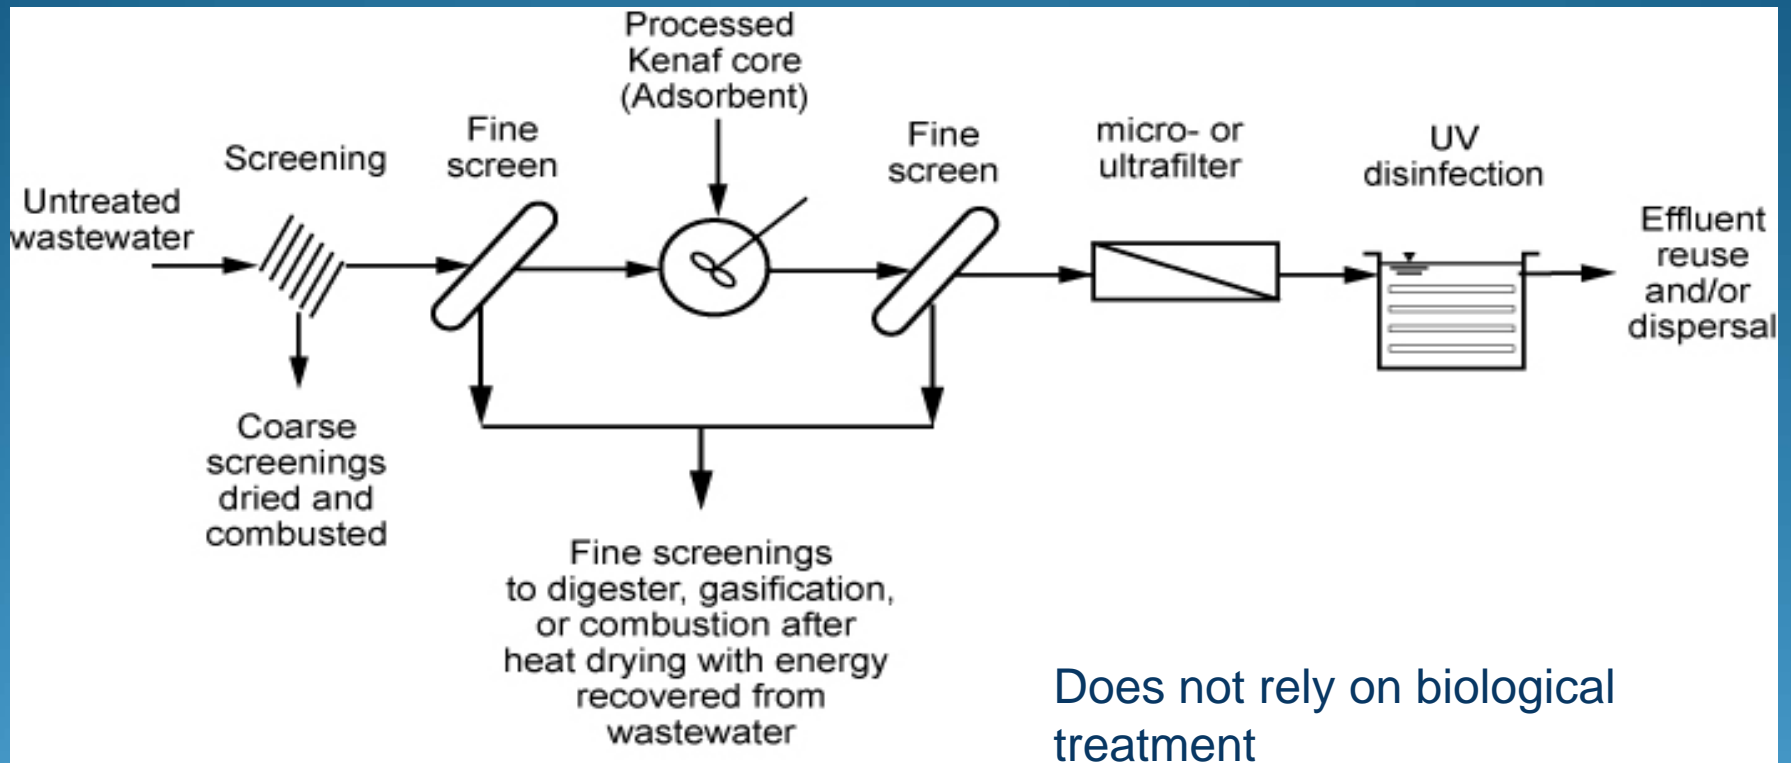 Untreated
wastewater
Screening
Fine
screen
Processed
Kenaf core
(Adsorbent)
Fine
screen
micro- or
ultrafilter
UV
disinfection
Effluent
reuse
and/or
dispersal
Coarse
screenings
dried and
combusted
Fine screenings
to digester, gasification,
or combustion after
heat drying with energy
recovered from
wastewater
Does not rely on biological
treatment